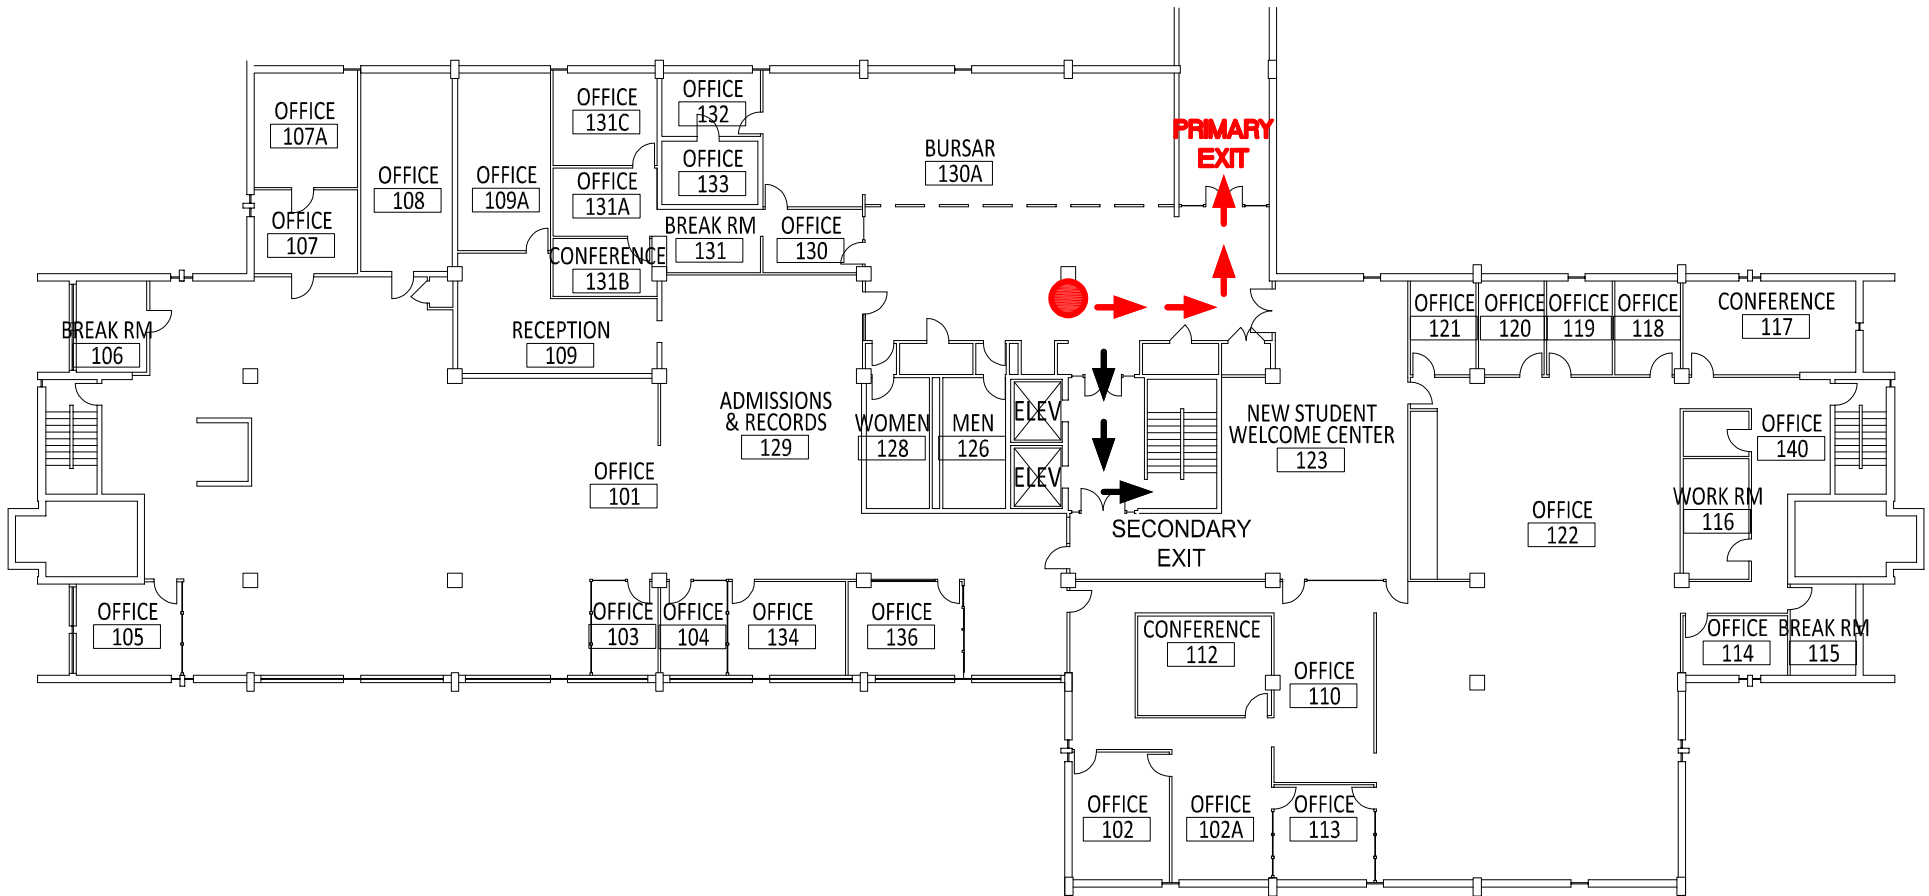 OFFICE
107A
OFFICE
107
OFFICE
108
OFFICE
109A
OFFICE
131C
OFFICE
131A
CONFERENCE
131B
OFFICE
132
OFFICE
133
BREAK RM
131
OFFICE
130
BURSAR
130A
PRIMARY
EXIT
BREAK RM
106
RECEPTION
109
ADMISSIONS
& RECORDS
129
OFFICE
101
WOMEN
128
MEN
126
ELEV
ELEV
SECONDARY
EXIT
NEW STUDENT
WELCOME CENTER
123
OFFICE
121
OFFICE
120
OFFICE
119
OFFICE
118
CONFERENCE
117
OFFICE
140
WORK RM
116
OFFICE
122
OFFICE
105
OFFICE
103
OFFICE
104
OFFICE
134
OFFICE
136
CONFERENCE
112
OFFICE
110
OFFICE
114
BREAK RM
115
OFFICE
102
OFFICE
102A
OFFICE
113